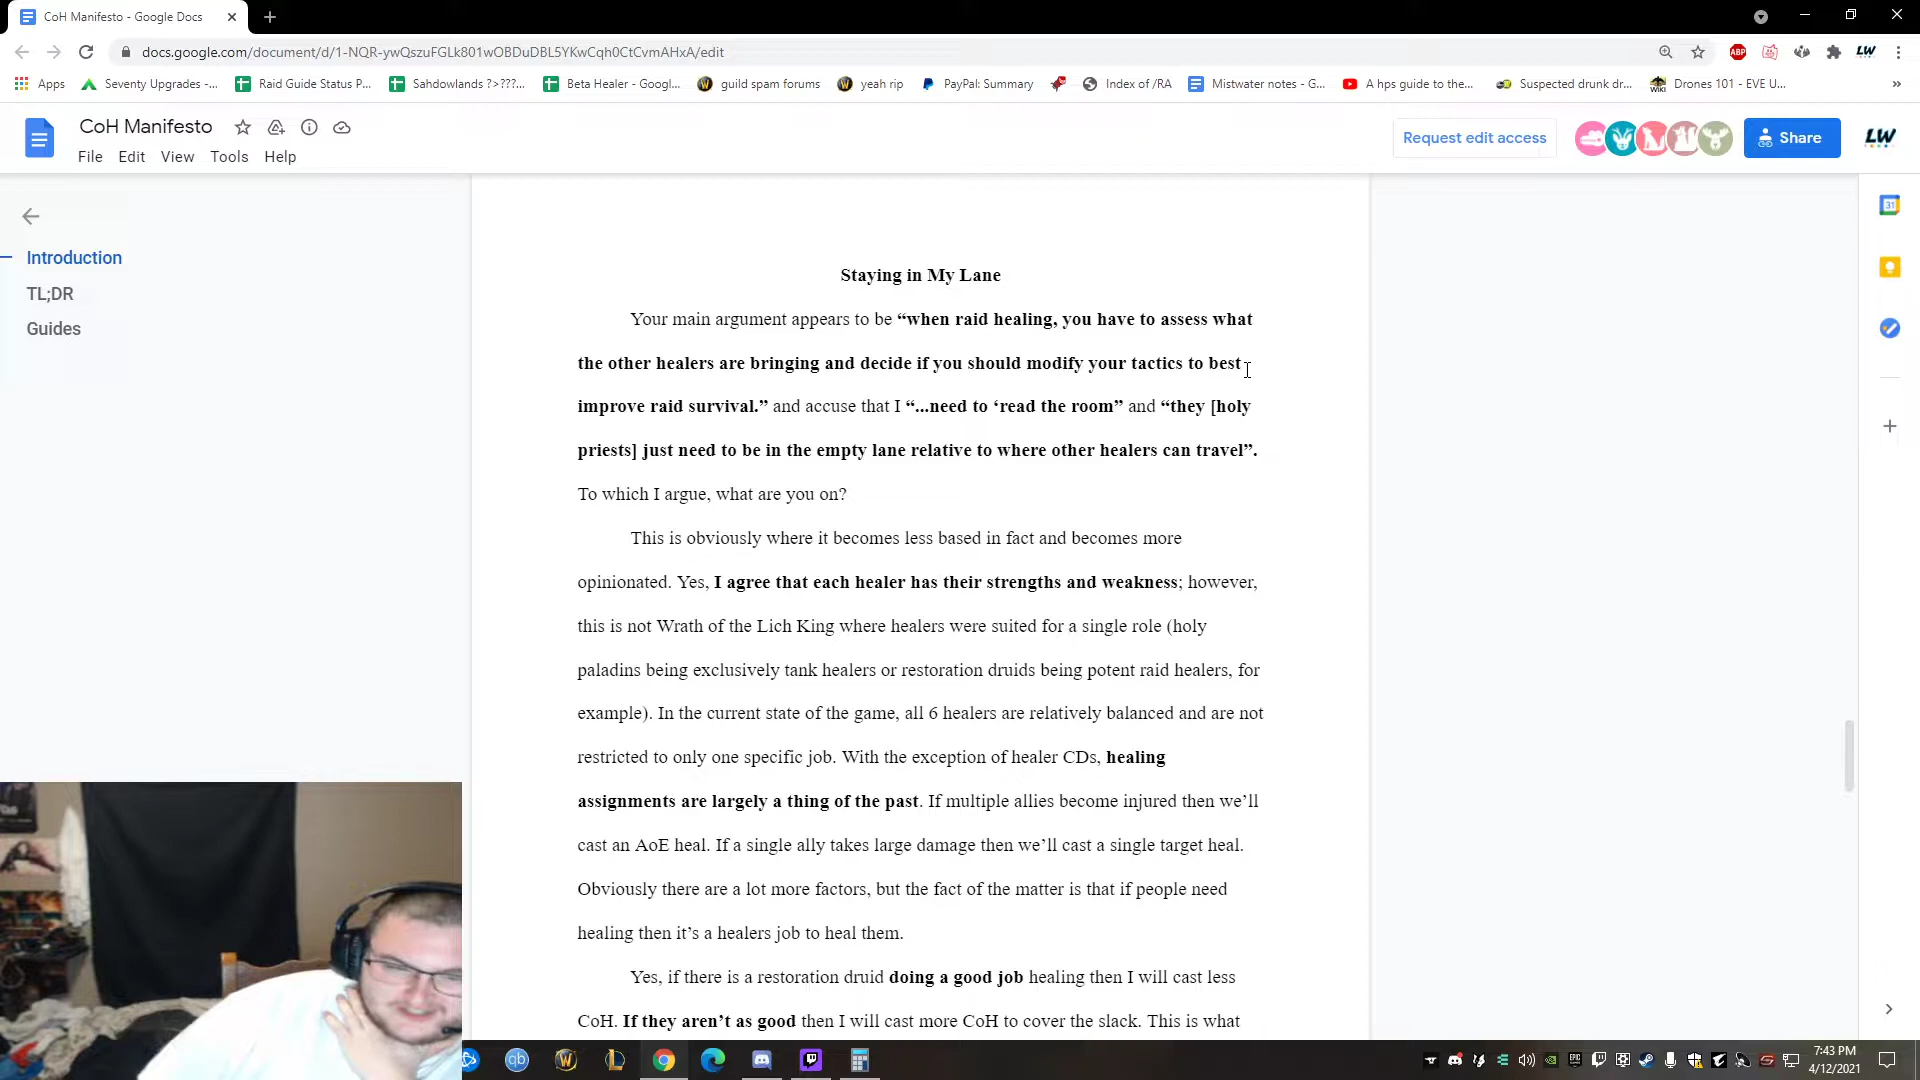 CoH Manifesto - Google Docs
docs.google.com/document/d/1-NQR-ywQszuFGLk801wOBDuDBL5YKwCqh0CtCvmAHxA/edit
ABP
LW
Apps
Seventy Upgrades -...
Raid Guide Status P...
Sahdowlands ?>???...
Beta Healer - Googl...
guild spam forums
yeah rip
PayPal: Summary
Index of /RA
Mistwater notes - G...
A hps guide to the...
Suspected drunk dr...
WIKI
Drones 101 - EVE U...
CoH Manifesto
File Edit View Tools Help
Request edit access
Share
LW
31
Introduction
TL;DR
Guides
Staying in My Lane
Your main argument appears to be “when raid healing, you have to assess what
the other healers are bringing and decide if you should modify your tactics to best
improve raid survival.” and accuse that I “...need to ‘read the room” and “they [holy
priests] just need to be in the empty lane relative to where other healers can travel”.
To which I argue, what are you on?
This is obviously where it becomes less based in fact and becomes more
opinionated. Yes, I agree that each healer has their strengths and weakness; however,
this is not Wrath of the Lich King where healers were suited for a single role (holy
paladins being exclusively tank healers or restoration druids being potent raid healers, for
example). In the current state of the game, all 6 healers are relatively balanced and are not
restricted to only one specific job. With the exception of healer CDs, healing
assignments are largely a thing of the past. If multiple allies become injured then we’ll
cast an AoE heal. If a single ally takes large damage then we’ll cast a single target heal.
Obviously there are a lot more factors, but the fact of the matter is that if people need
healing then it’s a healers job to heal them.
Yes, if there is a restoration druid doing a good job healing then I will cast less
CoH. If they aren’t as good then I will cast more CoH to cover the slack. This is what
qb
7:43 PM
4/12/2021